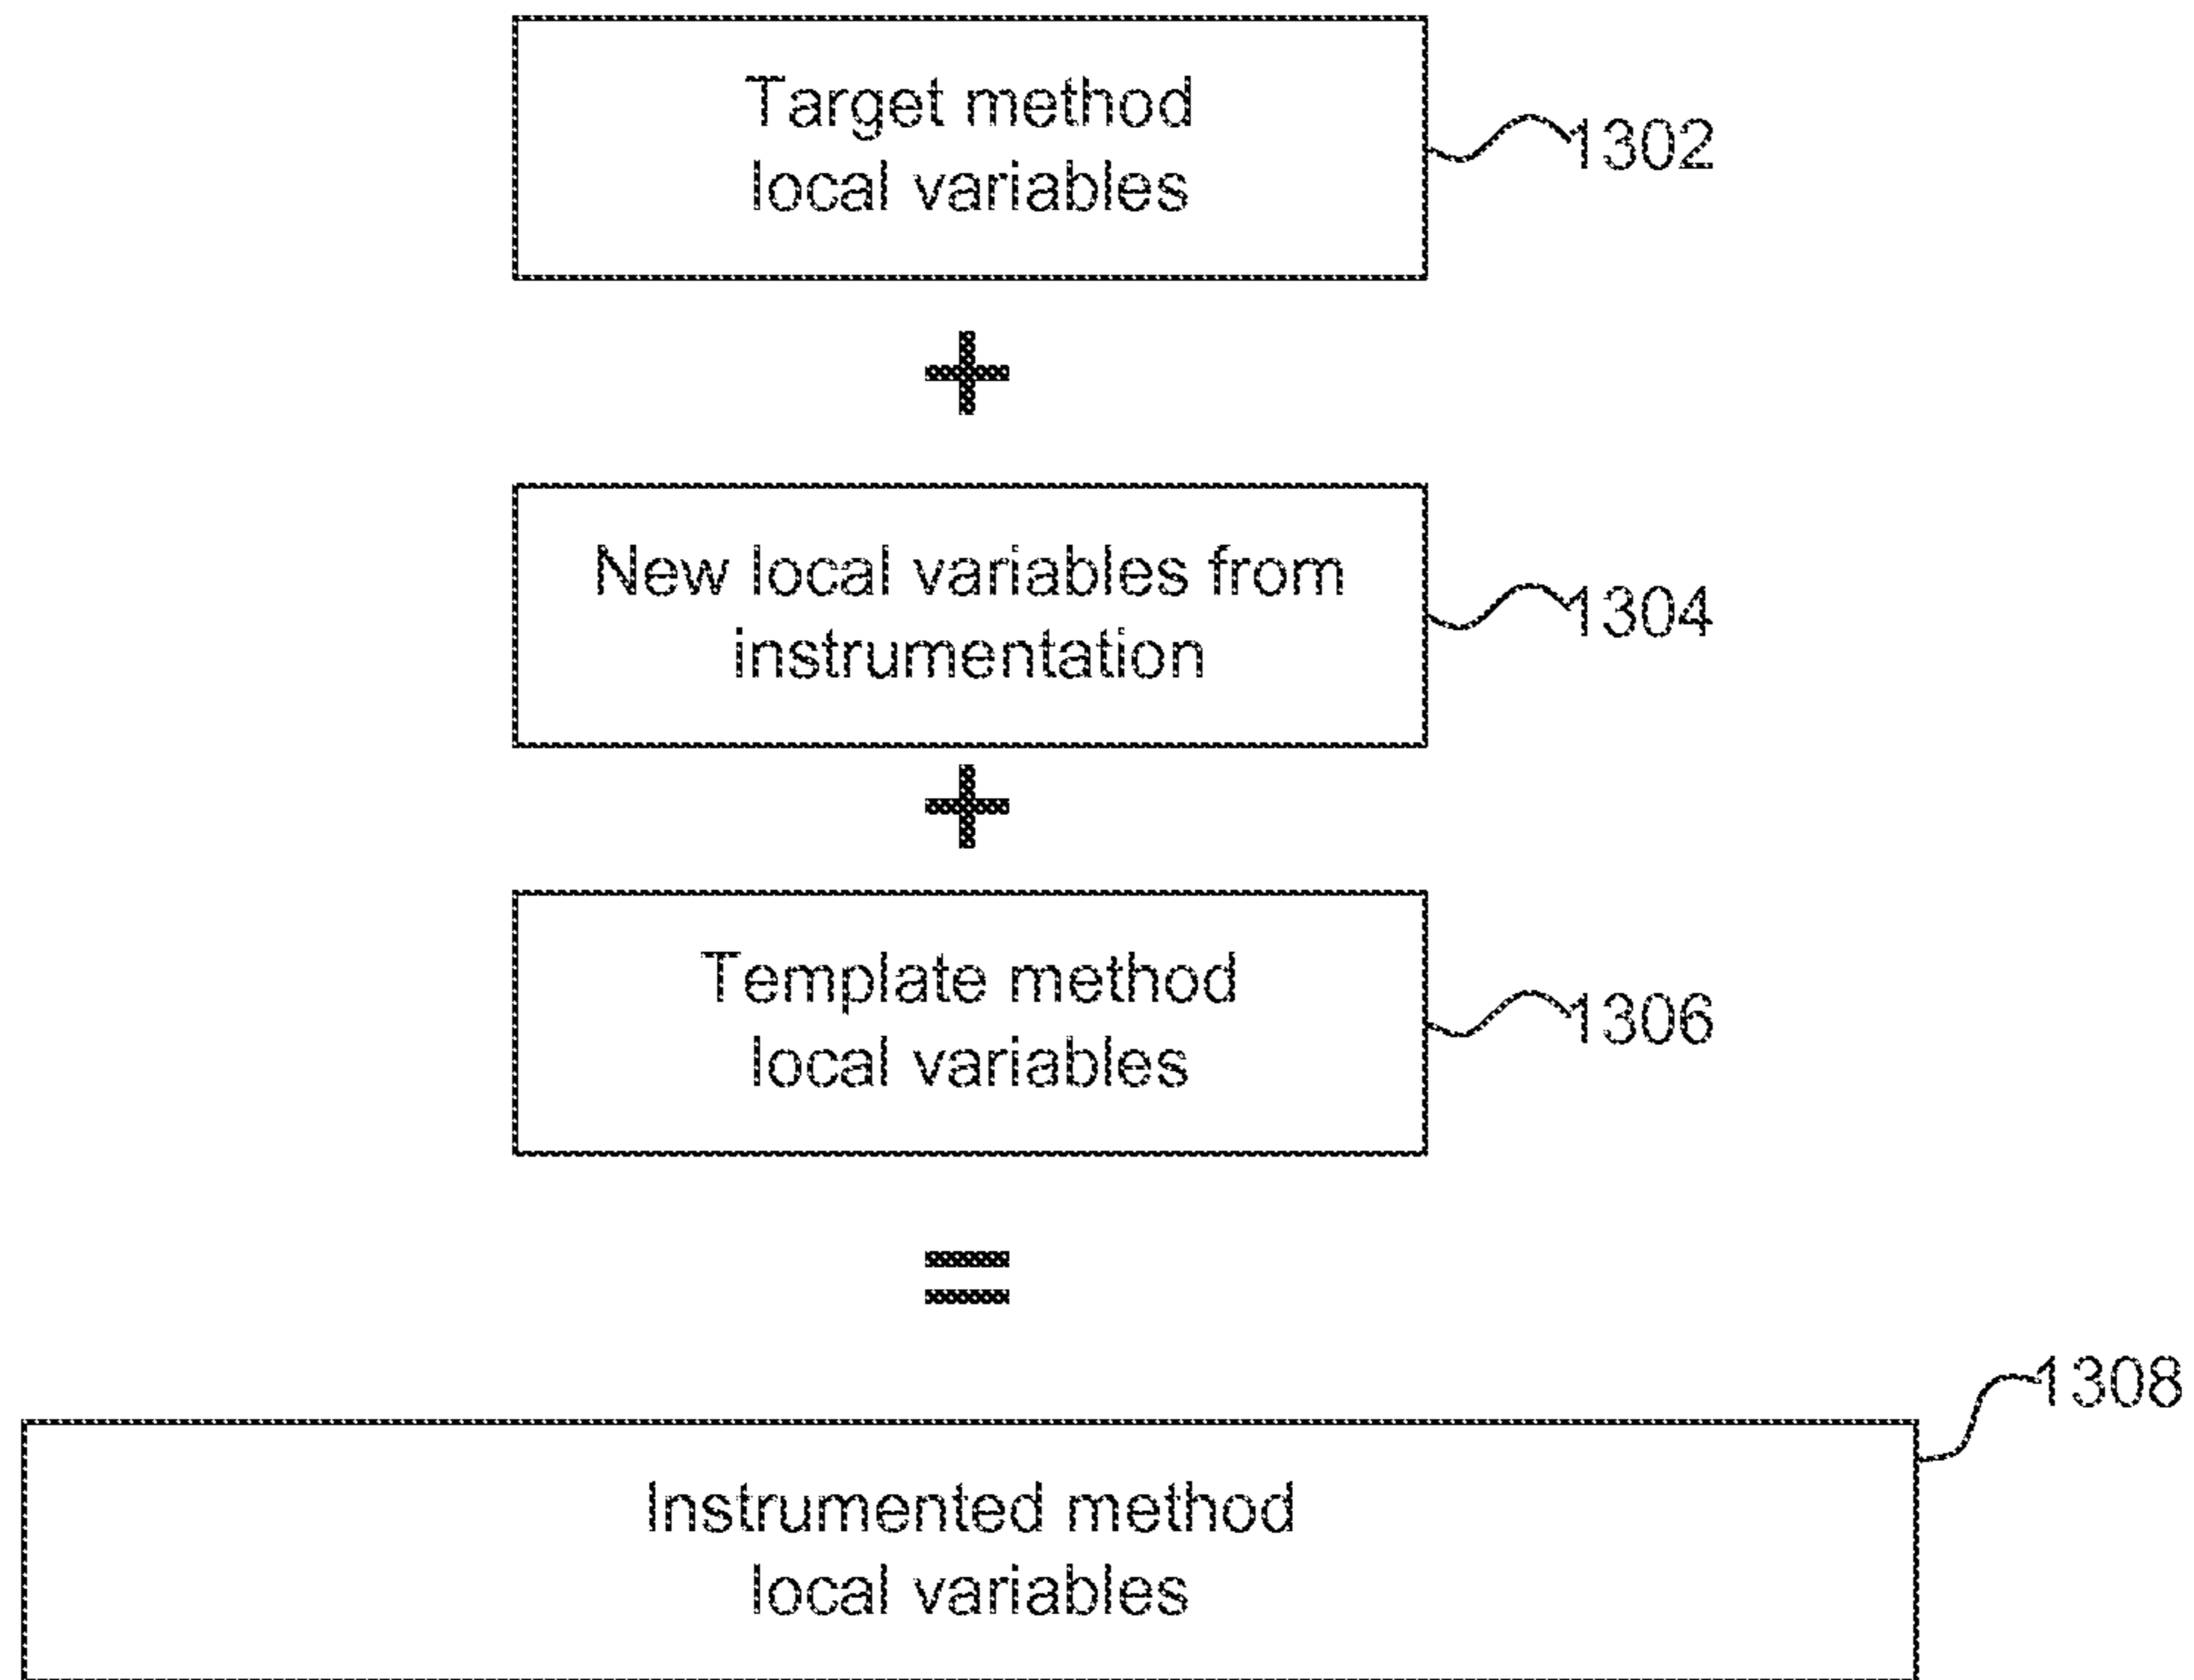 Target method
local variables
1302
+
New local variables from
instrumentation
1304
+
Template method
local variables
1306
=
1308
Instrumented method
local variables